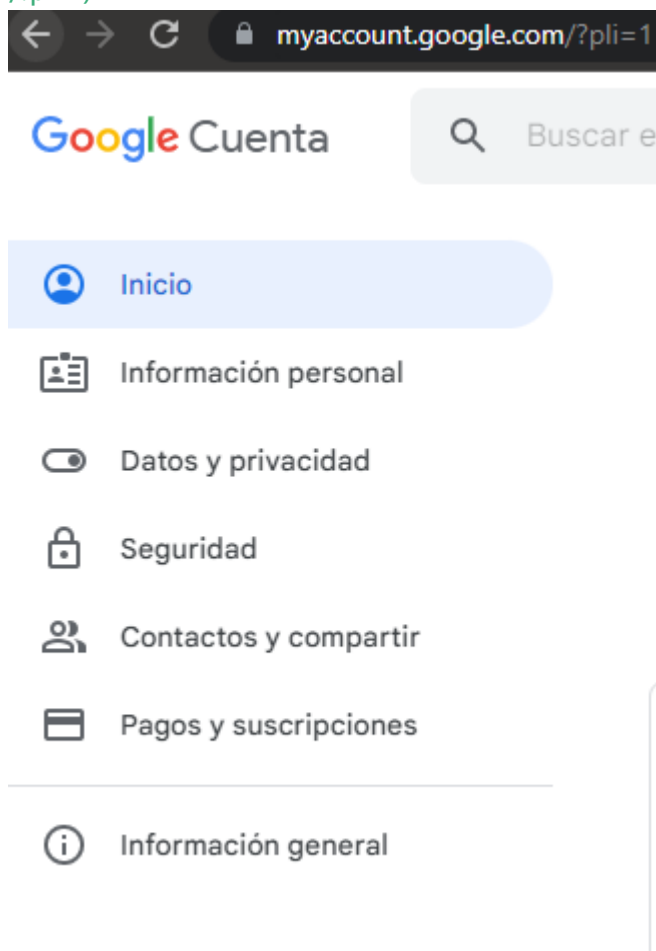 myaccount.google.com/?pli=1
Google Cuenta
Buscar e
Inicio
Información personal
Datos y privacidad
Seguridad
Contactos y compartir
Pagos y suscripciones
Información general